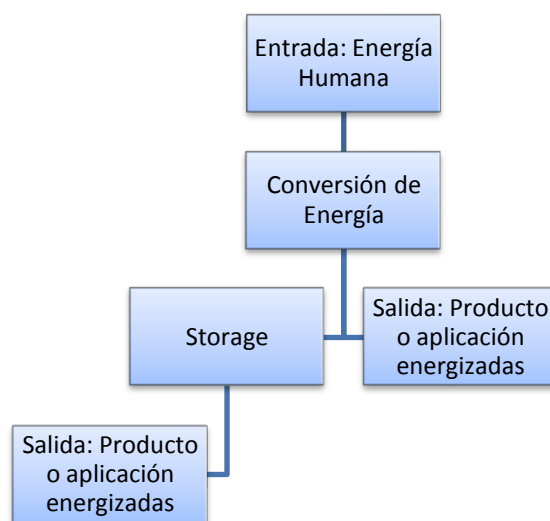 Entrada: Energía
Humana
Conversión de
Energía
Storage
Salida: Producto
o aplicación
energizadas
Salida: Producto
o aplicación
energizadas